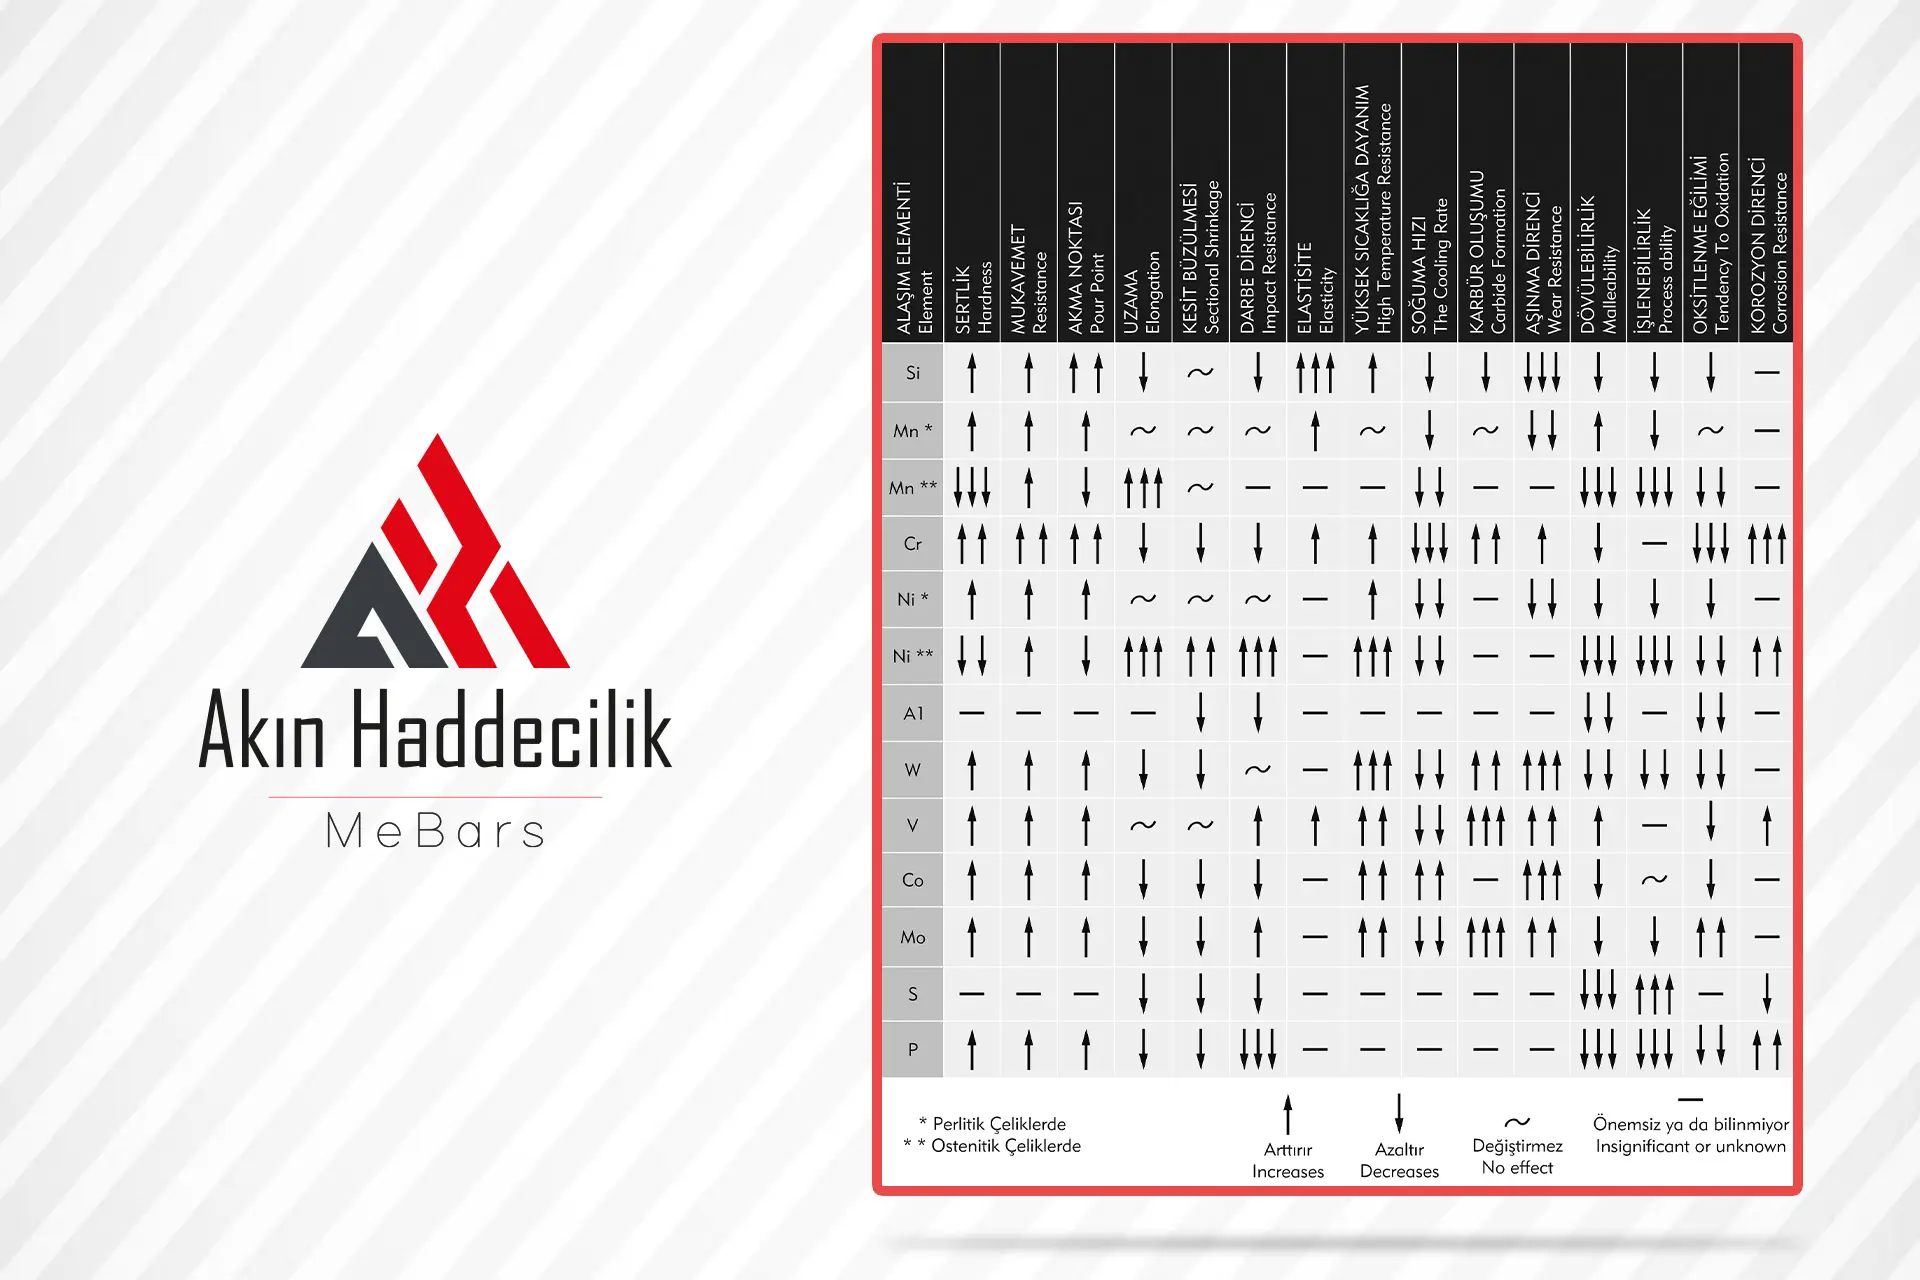 Akın Haddecilik
MeBars
ALAŞIM ELEMENTİ
Element
SERTLİK
Hardness
MUKAVEMET
Resistance
AKAMA NOKTASI
Pour Point
UZAMA
Elongation
KESİT BÜZÜLMESİ
Sectional Shrinkage
DARBE DİRENCİ
Impact Resistance
ELASTİSİTE
Elasticity
YÜKSEK SICAKLIĞA DAYANIM
High Temperature Resistance
SOĞUMA HIZI
The Cooling Rate
KARBÜR OLUŞUMU
Carbide Formation
AŞINMA DİRENCİ
Wear Resistance
DÖVÜLEBİLİRLİK
Malleability
İŞLENEBİLİRLİK
Process ability
OKSİTLENME EĞİLİMİ
Tendency To Oxidation
KOROZYON DİRENCİ
Corrosion Resistance
Si ↑ ↑ ↑↑ ↓ ~ ↓ ↑↑↑ ↑ ↓ ↓ ↓↓↓ ↓ ↓ ↓ —
Mn * ↑ ↑ ↑ ~ ~ ~ ↑ ~ ↓ ~ ↓↓ ↑ ↓ ~ —
Mn ** ↓↓↓ ↑ ↓ ↑↑↑ ~ — — — ↓↓ — — ↓↓↓ ↓↓↓ ↓↓ —
Cr ↑↑ ↑↑ ↑↑ ↓ ↓ ↓ ↑ ↑ ↓↓↓ ↑↑ ↑ ↓ — ↓↓↓ ↑↑↑
Ni * ↑ ↑ ↑ ~ ~ ~ — ↑ ↓↓ — ↓↓ ↓ ↓ ↓ —
Ni ** ↓↓ ↑ ↓ ↑↑↑ ↑↑ ↑↑↑ — ↑↑↑ ↓↓ — — ↓↓↓ ↓↓↓ ↓↓ ↑↑
A1 — — — — ↓ ↓ — — — — — ↓↓ — ↓↓ —
W ↑ ↑ ↑ ↓ ↓ ~ — ↑↑↑ ↓↓ ↑↑ ↑↑↑ ↓↓ ↓↓ ↓↓ —
V ↑ ↑ ↑ ~ ~ ↑ ↑ ↑↑ ↓↓ ↑↑↑ ↑↑ ↑ — ↓ ↑
Co ↑ ↑ ↑ ↓ ↓ ↓ — ↑↑ ↑↑ — ↑↑↑ ↓ ~ ↓ —
Mo ↑ ↑ ↑ ↓ ↓ ↑ — ↑↑ ↓↓ ↑↑↑ ↑↑ ↓ ↓ ↑↑ —
S — — — ↓ ↓ ↓ — — — — — ↓↓↓ ↑↑↑ — ↓
P ↑ ↑ ↑ ↓ ↓ ↓↓↓ — — — — — ↓↓↓ ↓↓↓ ↓↓ ↑↑
* Perlitik Çeliklerde
* * Ostenitik Çeliklerde
↑
Arttırır
Increases
↓
Azaltır
Decreases
~
Değiştirmez
No effect
—
Önemsiz ya da bilinmiyor
Insignificant or unknown